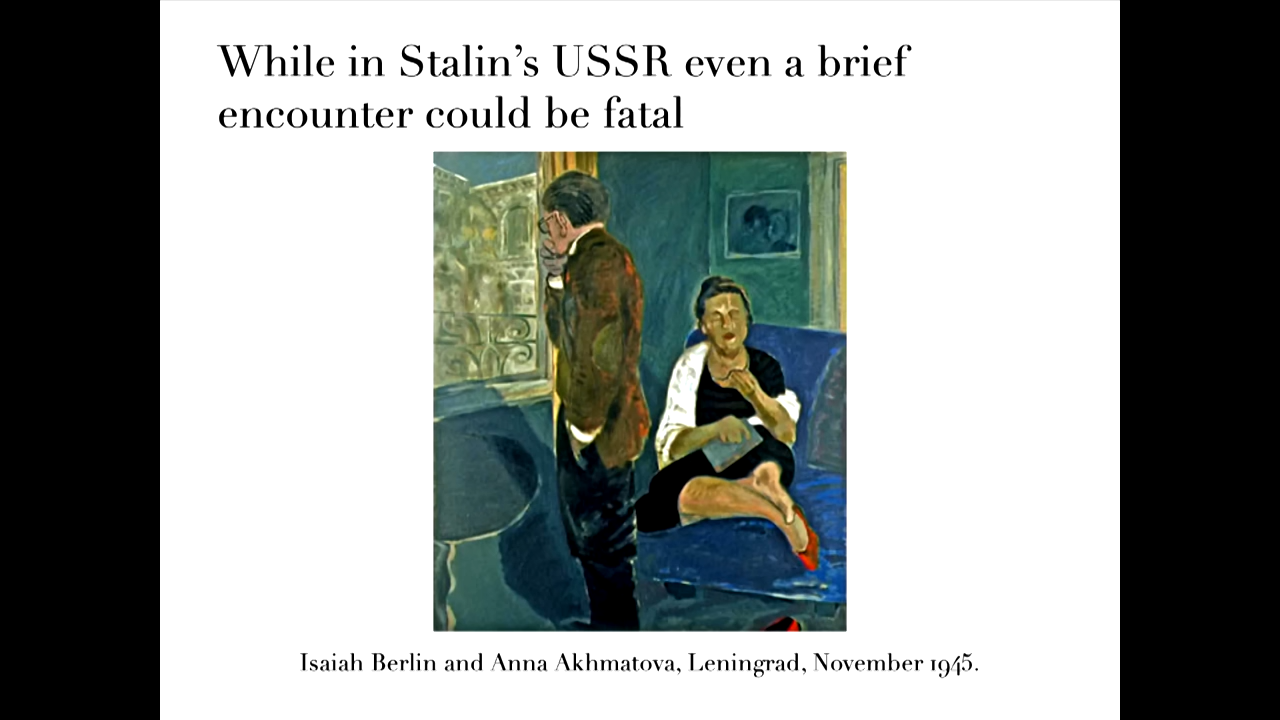 While in Stalin’s USSR even a brief
encounter could be fatal
Isaiah Berlin and Anna Akhmatova, Leningrad, November 1945.